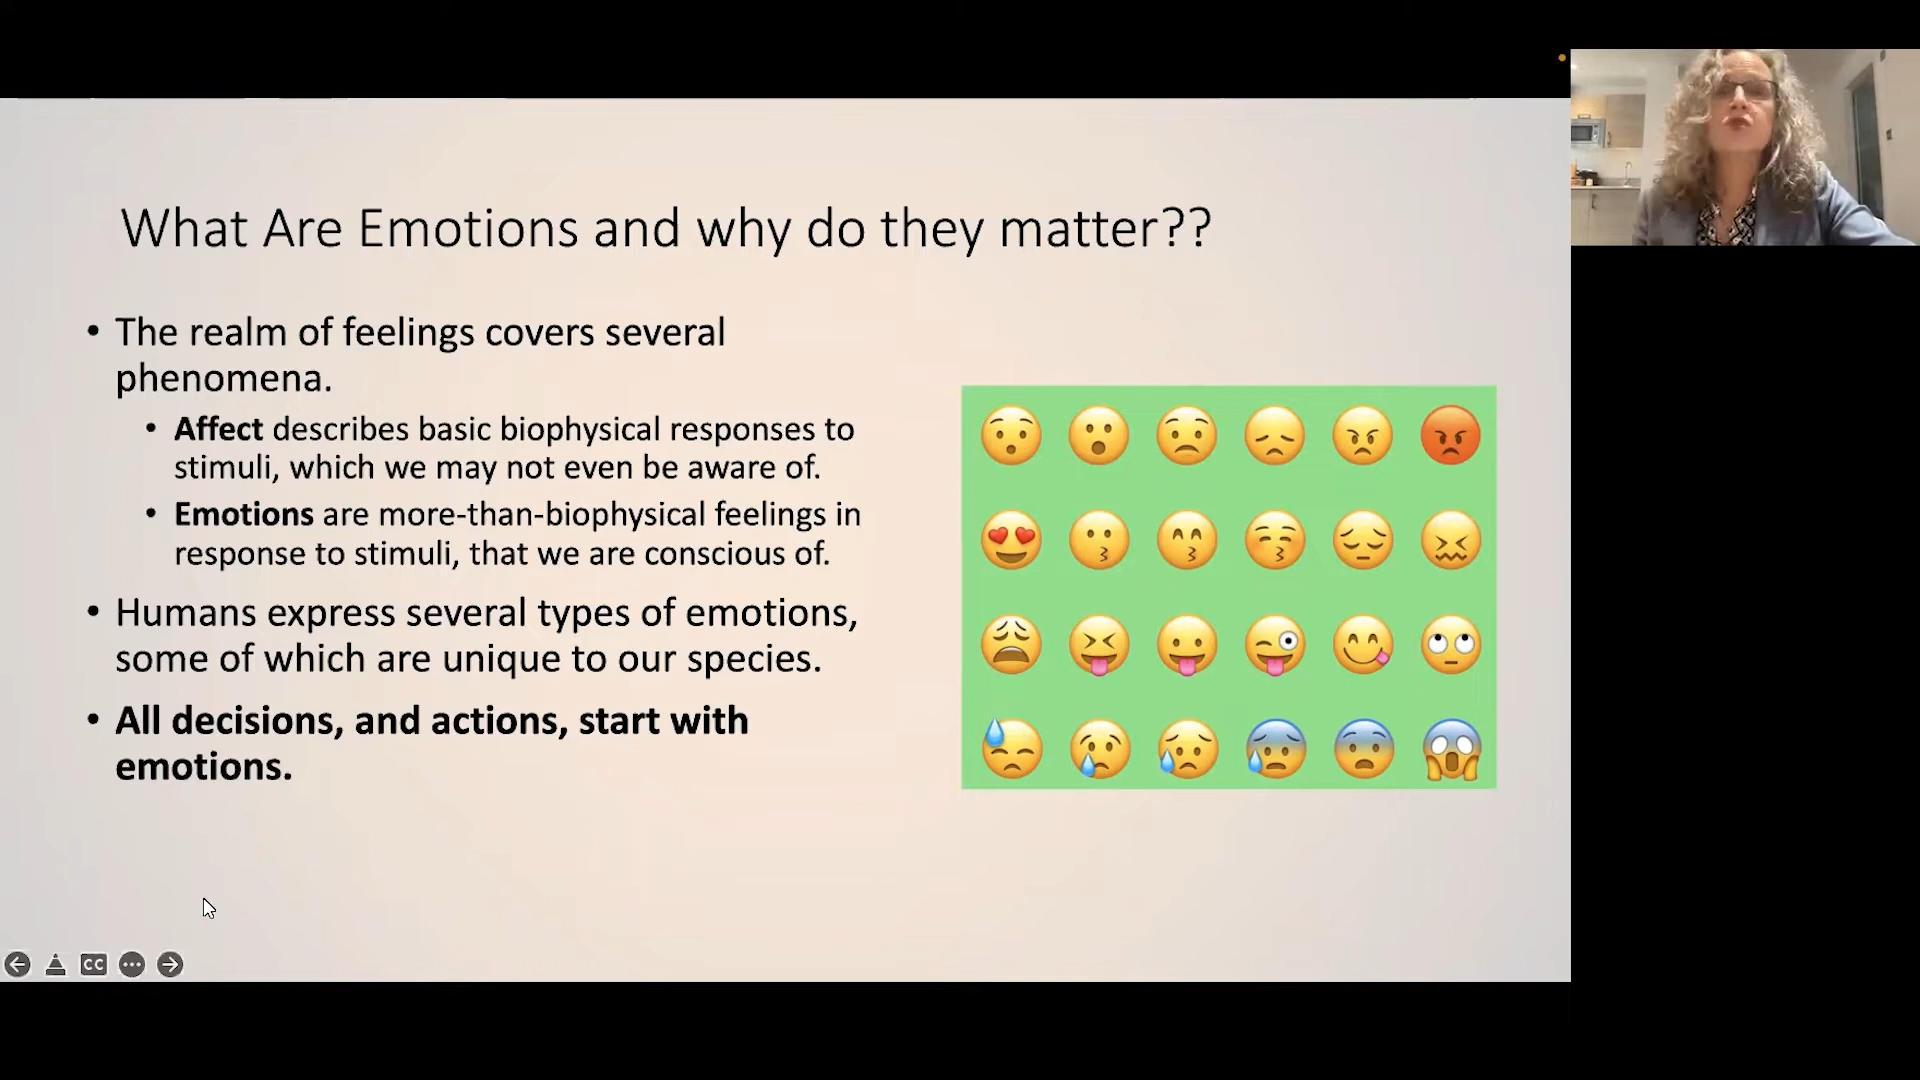 What Are Emotions and why do they matter??
• The realm of feelings covers several
phenomena.
• Affect describes basic biophysical responses to
stimuli, which we may not even be aware of.
• Emotions are more-than-biophysical feelings in
response to stimuli, that we are conscious of.
• Humans express several types of emotions,
some of which are unique to our species.
• All decisions, and actions, start with
emotions.
CC